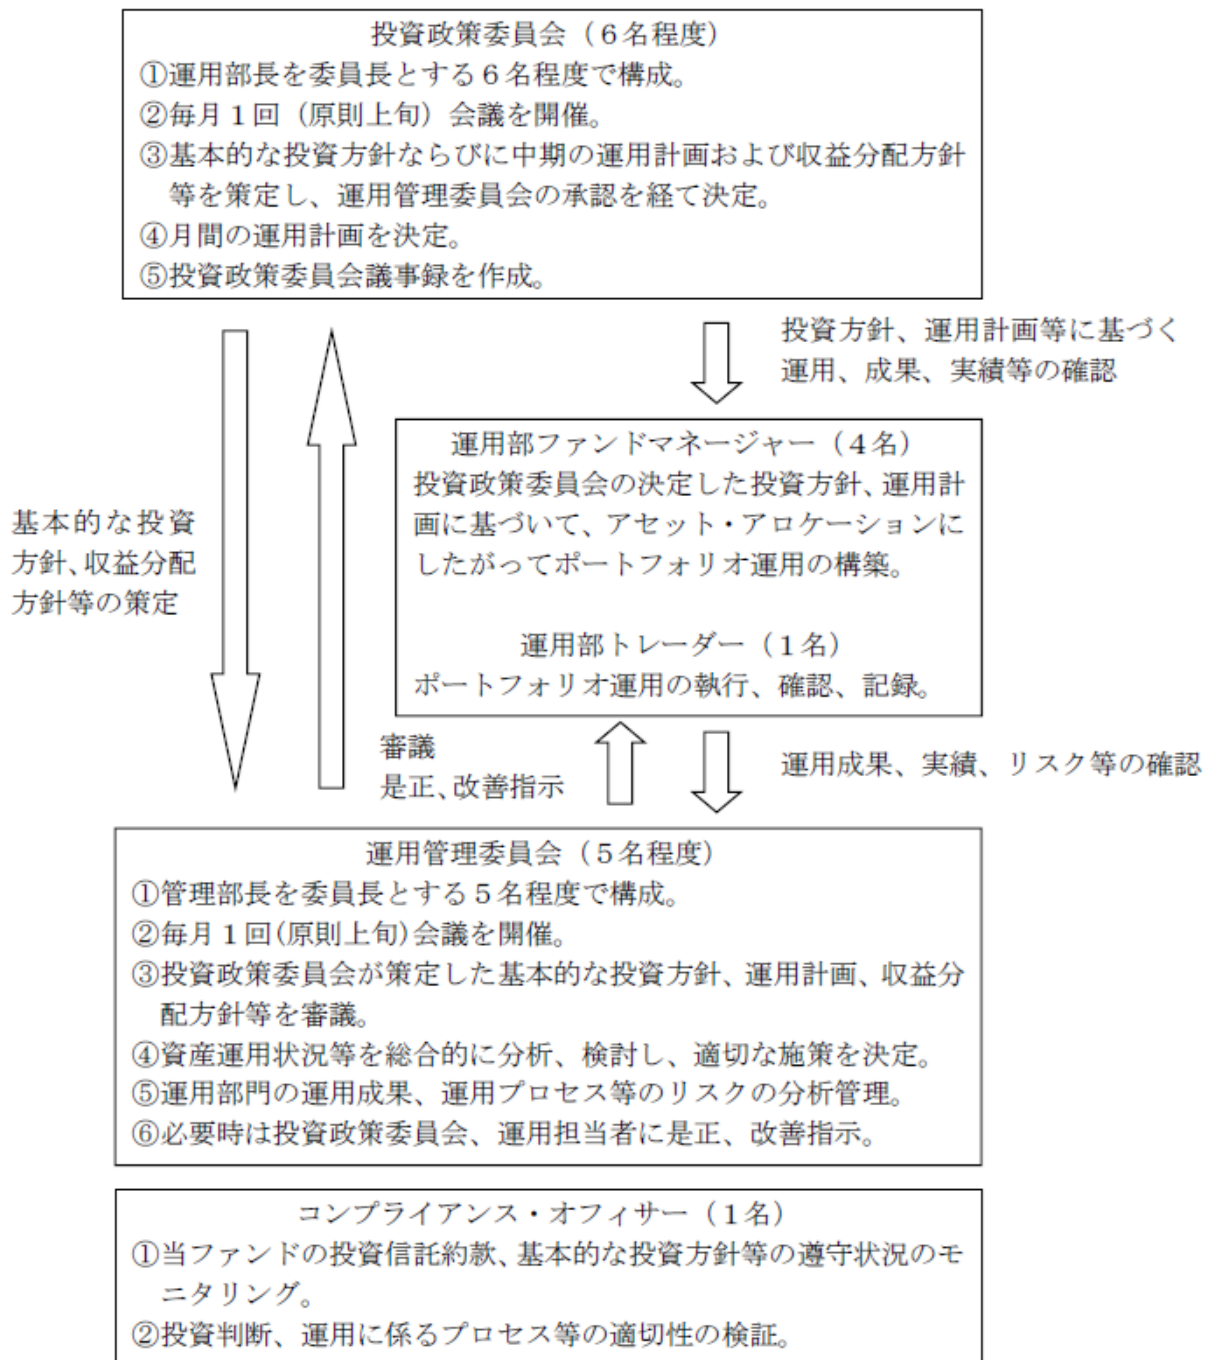 投資政策委員会（６名程度）
①運用部長を委員長とする６名程度で構成。
②毎月１回（原則上旬）会議を開催。
③基本的な投資方針ならびに中期の運用計画および収益分配方針
等を策定し、運用管理委員会の承認を経て決定。
④月間の運用計画を決定。
⑤投資政策委員会議事録を作成。
投資方針、運用計画等に基づく
運用、成果、実績等の確認
運用部ファンドマネージャー（４名）
投資政策委員会の決定した投資方針、運用計
画に基づいて、アセット・アロケーションに
したがってポートフォリオ運用の構築。
運用部トレーダー（１名）
ポートフォリオ運用の執行、確認、記録。
基本的な投資
方針、収益分配
方針等の策定
審議
是正、改善指示
運用成果、実績、リスク等の確認
運用管理委員会（５名程度）
①管理部長を委員長とする５名程度で構成。
②毎月１回(原則上旬)会議を開催。
③投資政策委員会が策定した基本的な投資方針、運用計画、収益分
配方針等を審議。
④資産運用状況等を総合的に分析、検討し、適切な施策を決定。
⑤運用部門の運用成果、運用プロセス等のリスクの分析管理。
⑥必要時は投資政策委員会、運用担当者に是正、改善指示。
コンプライアンス・オフィサー（１名）
①当ファンドの投資信託約款、基本的な投資方針等の遵守状況のモ
ニタリング。
②投資判断、運用に係るプロセス等の適切性の検証。